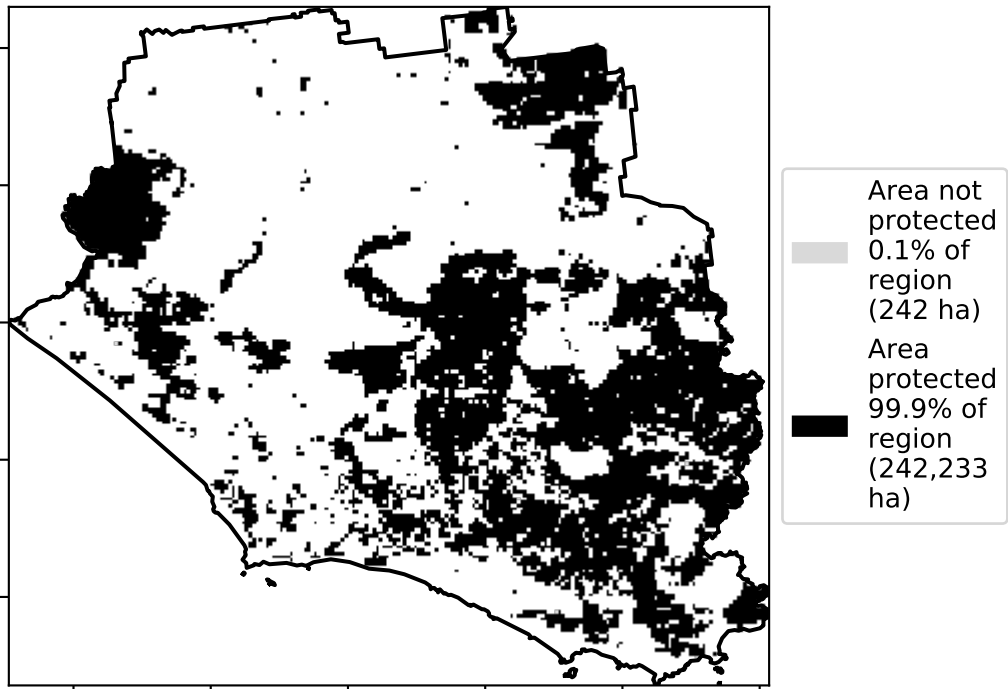 Area not
protected
0.1% of
region
(242 ha)
Area
protected
99.9% of
region
(242,233
ha)